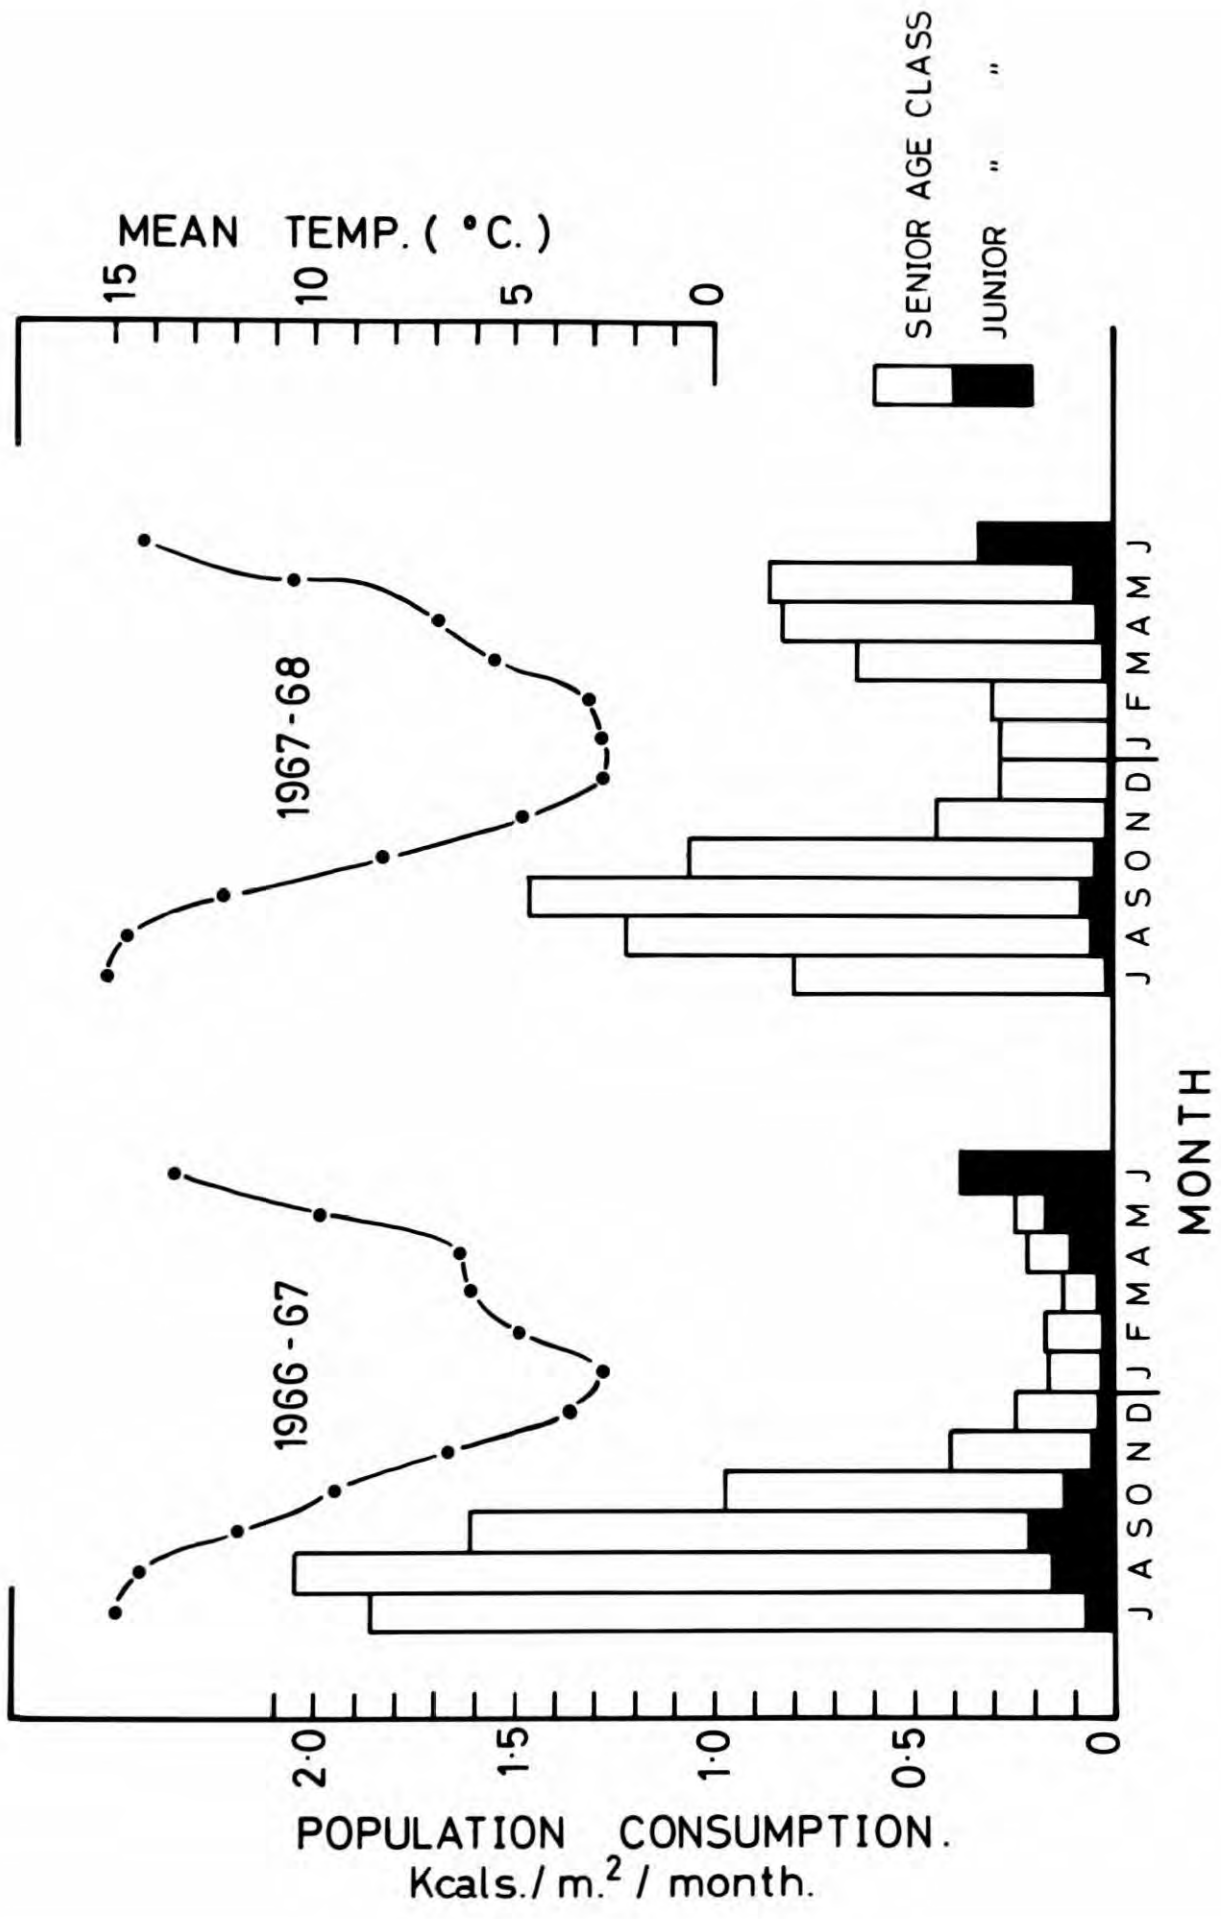 MEAN TEMP. ( °C. )
15
10
5
0
1966-67
1967-68
2·0
1·5
1·0
0·5
0
POPULATION CONSUMPTION.
Kcals./ m.² / month.
J A S O N D J F M A M J
J A S O N D J F M A M J
MONTH
SENIOR AGE CLASS
JUNIOR " "